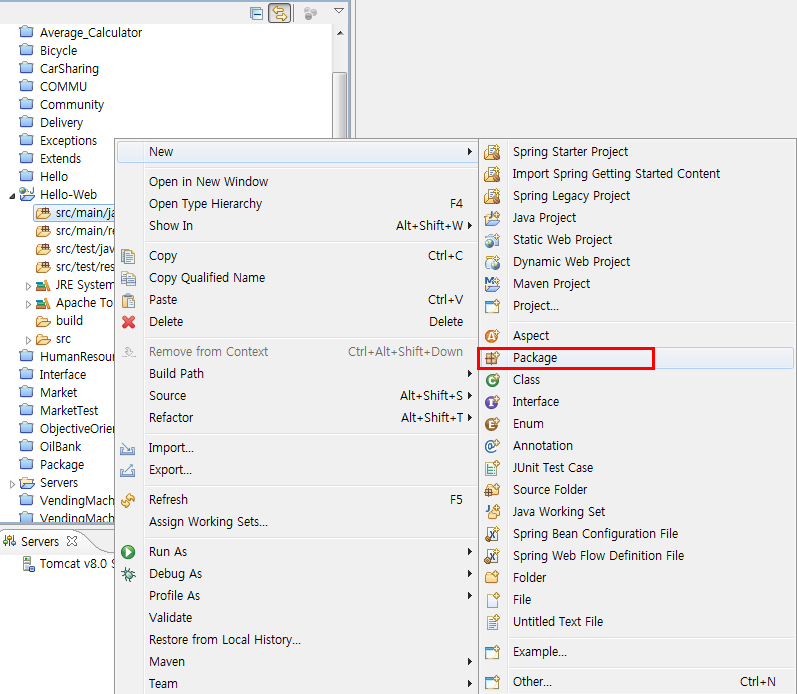 Average_Calculator
Bicycle
CarSharing
COMMU
Community
Delivery
Exceptions
Extends
Hello
Hello-Web
src/main/ja
src/main/re
src/test/jav
src/test/res
JRE System
Apache To
build
src
HumanResou
Interface
Market
MarketTest
ObjectiveOrie
OilBank
Package
Servers
VendingMach
VendingMach
Servers
Tomcat v8.0 S
New
Open in New Window
Open Type Hierarchy F4
Show In Alt+Shift+W
Copy Ctrl+C
Copy Qualified Name
Paste Ctrl+V
Delete Delete
Remove from Context Ctrl+Alt+Shift+Down
Build Path
Source Alt+Shift+S
Refactor Alt+Shift+T
Import...
Export...
Refresh F5
Assign Working Sets...
Run As
Debug As
Profile As
Validate
Restore from Local History...
Maven
Team
Spring Starter Project
Import Spring Getting Started Content
Spring Legacy Project
Java Project
Static Web Project
Dynamic Web Project
Maven Project
Project...
Aspect
Package
Class
Interface
Enum
Annotation
JUnit Test Case
Source Folder
Java Working Set
Spring Bean Configuration File
Spring Web Flow Definition File
Folder
File
Untitled Text File
Example...
Other... Ctrl+N